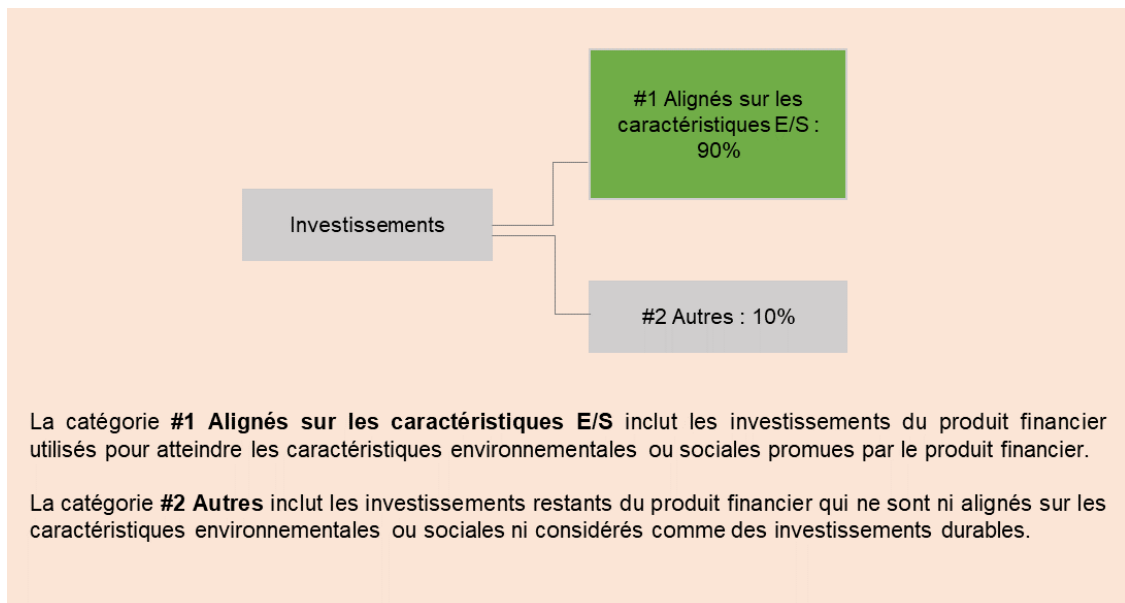 #1 Alignés sur les
caractéristiques E/S :
90%
Investissements
#2 Autres : 10%
La catégorie #1 Alignés sur les caractéristiques E/S inclut les investissements du produit financier
utilisés pour atteindre les caractéristiques environnementales ou sociales promues par le produit financier.
La catégorie #2 Autres inclut les investissements restants du produit financier qui ne sont ni alignés sur les
caractéristiques environnementales ou sociales ni considérés comme des investissements durables.